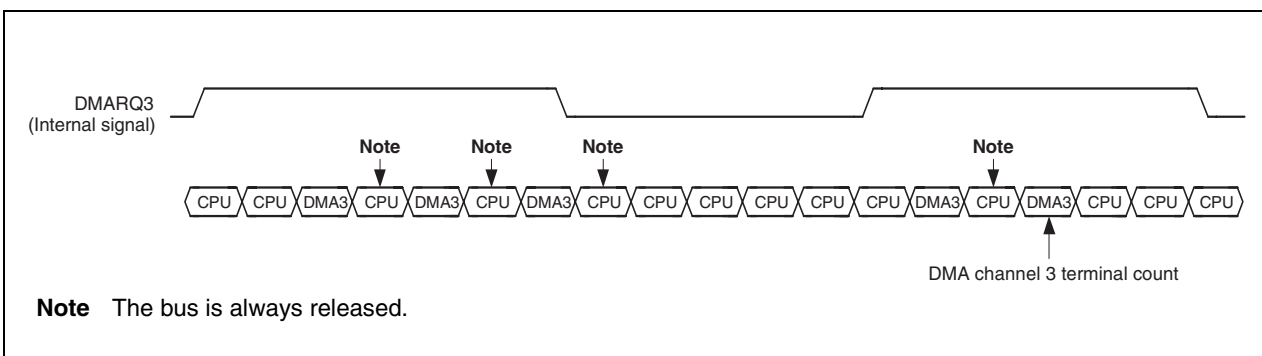 DMARQ3
(Internal signal)
Note Note Note Note
CPU CPU DMA3 CPU DMA3 CPU DMA3 CPU CPU CPU CPU CPU CPU DMA3 CPU DMA3 CPU CPU CPU
DMA channel 3 terminal count
Note The bus is always released.